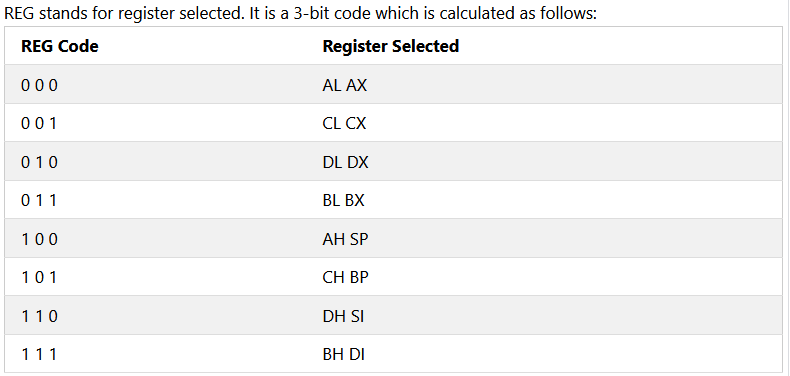 REG stands for register selected. It is a 3-bit code which is calculated as follows:
REG Code Register Selected
0 0 0 AL AX
0 0 1 CL CX
0 1 0 DL DX
0 1 1 BL BX
1 0 0 AH SP
1 0 1 CH BP
1 1 0 DH SI
1 1 1 BH DI